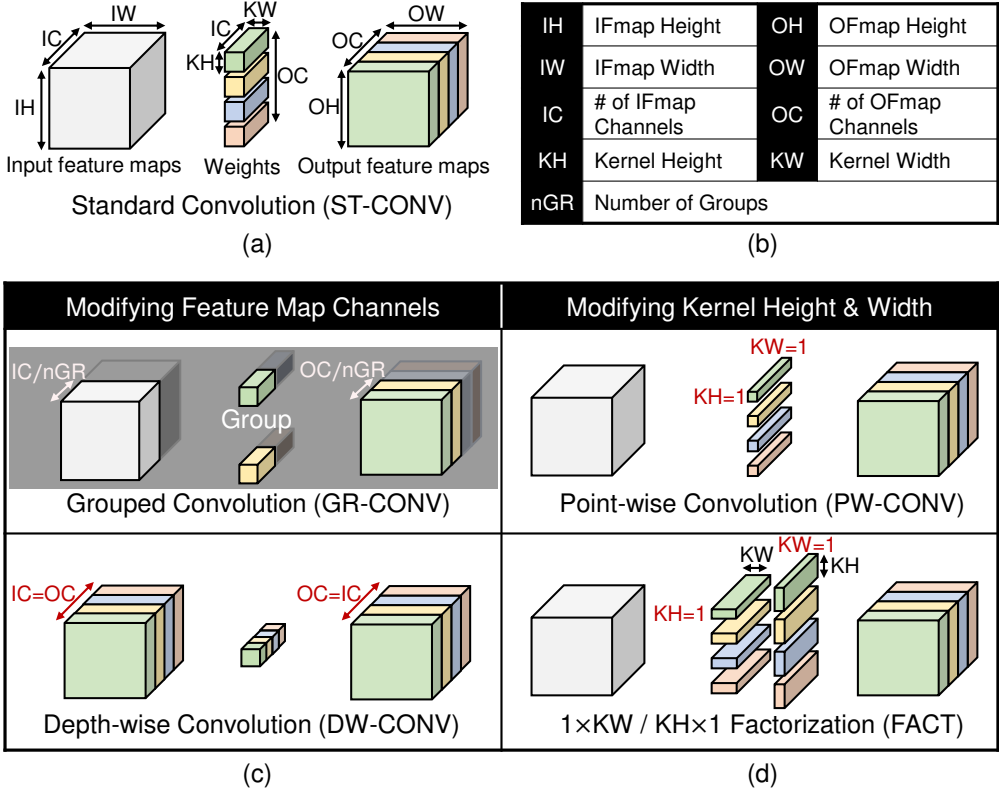 IW
IC
IH
Input feature maps
KW
IC
KH
OC
Weights
OW
OC
OH
Output feature maps
Standard Convolution (ST-CONV)
(a)
IH IFmap Height OH OFmap Height
IW IFmap Width OW OFmap Width
IC # of IFmap Channels OC # of OFmap Channels
KH Kernel Height KW Kernel Width
nGR Number of Groups
(b)
Modifying Feature Map Channels
IC/nGR
Group
OC/nGR
Grouped Convolution (GR-CONV)
IC=OC
OC=IC
Depth-wise Convolution (DW-CONV)
(c)
Modifying Kernel Height & Width
KW=1
KH=1
Point-wise Convolution (PW-CONV)
KW
KW=1
KH
KH=1
1×KW / KH×1 Factorization (FACT)
(d)